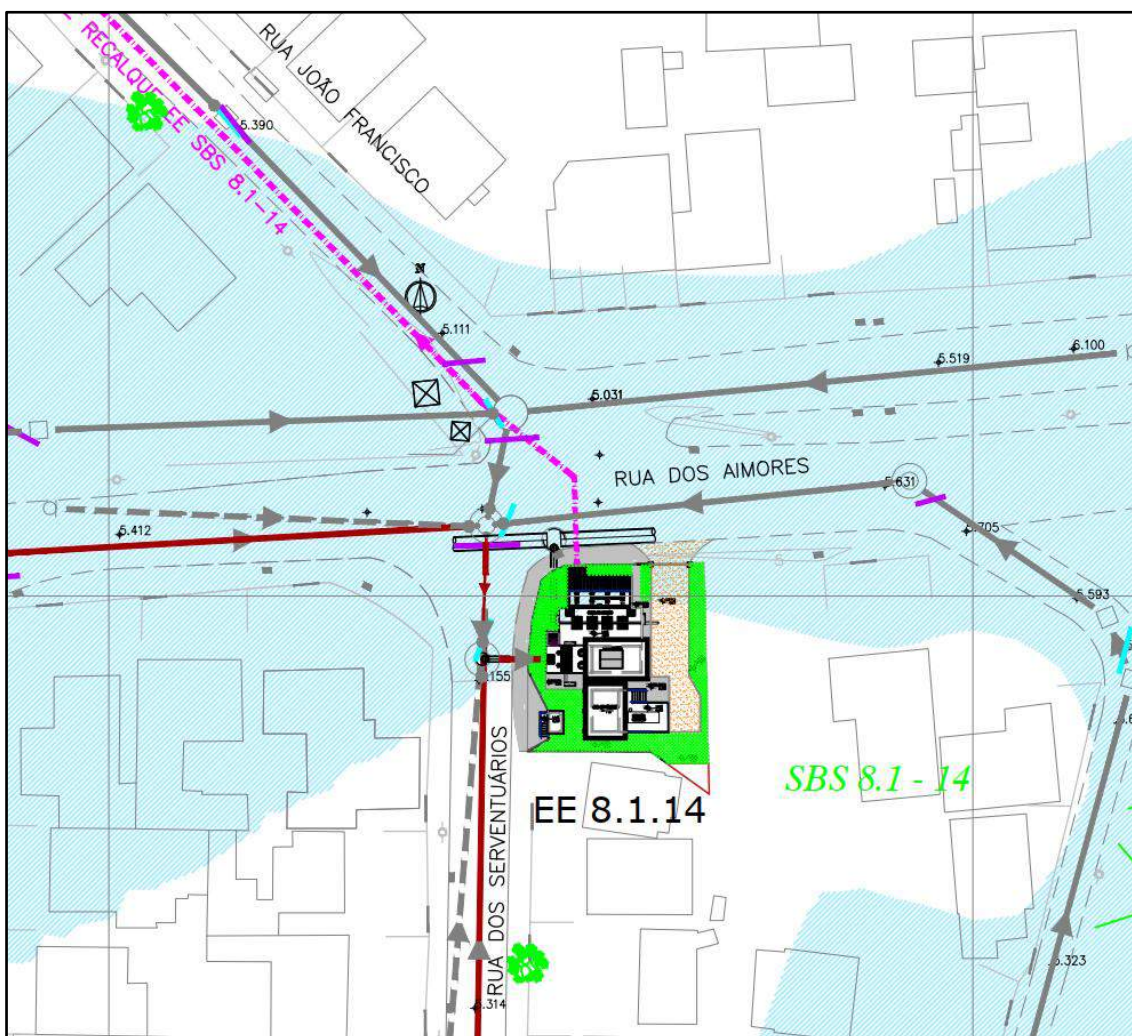 RUA JOÃO FRANCISCO
RECALQUE EE SBS 8.1-14
5.390
N
5.111
6.100
5.519
5.031
RUA DOS AIMORES
5.631
5.412
5.705
5.593
.155
RUA DOS SERVENTUÁRIOS
SBS 8.1 - 14
EE 8.1.14
5.323
5.314